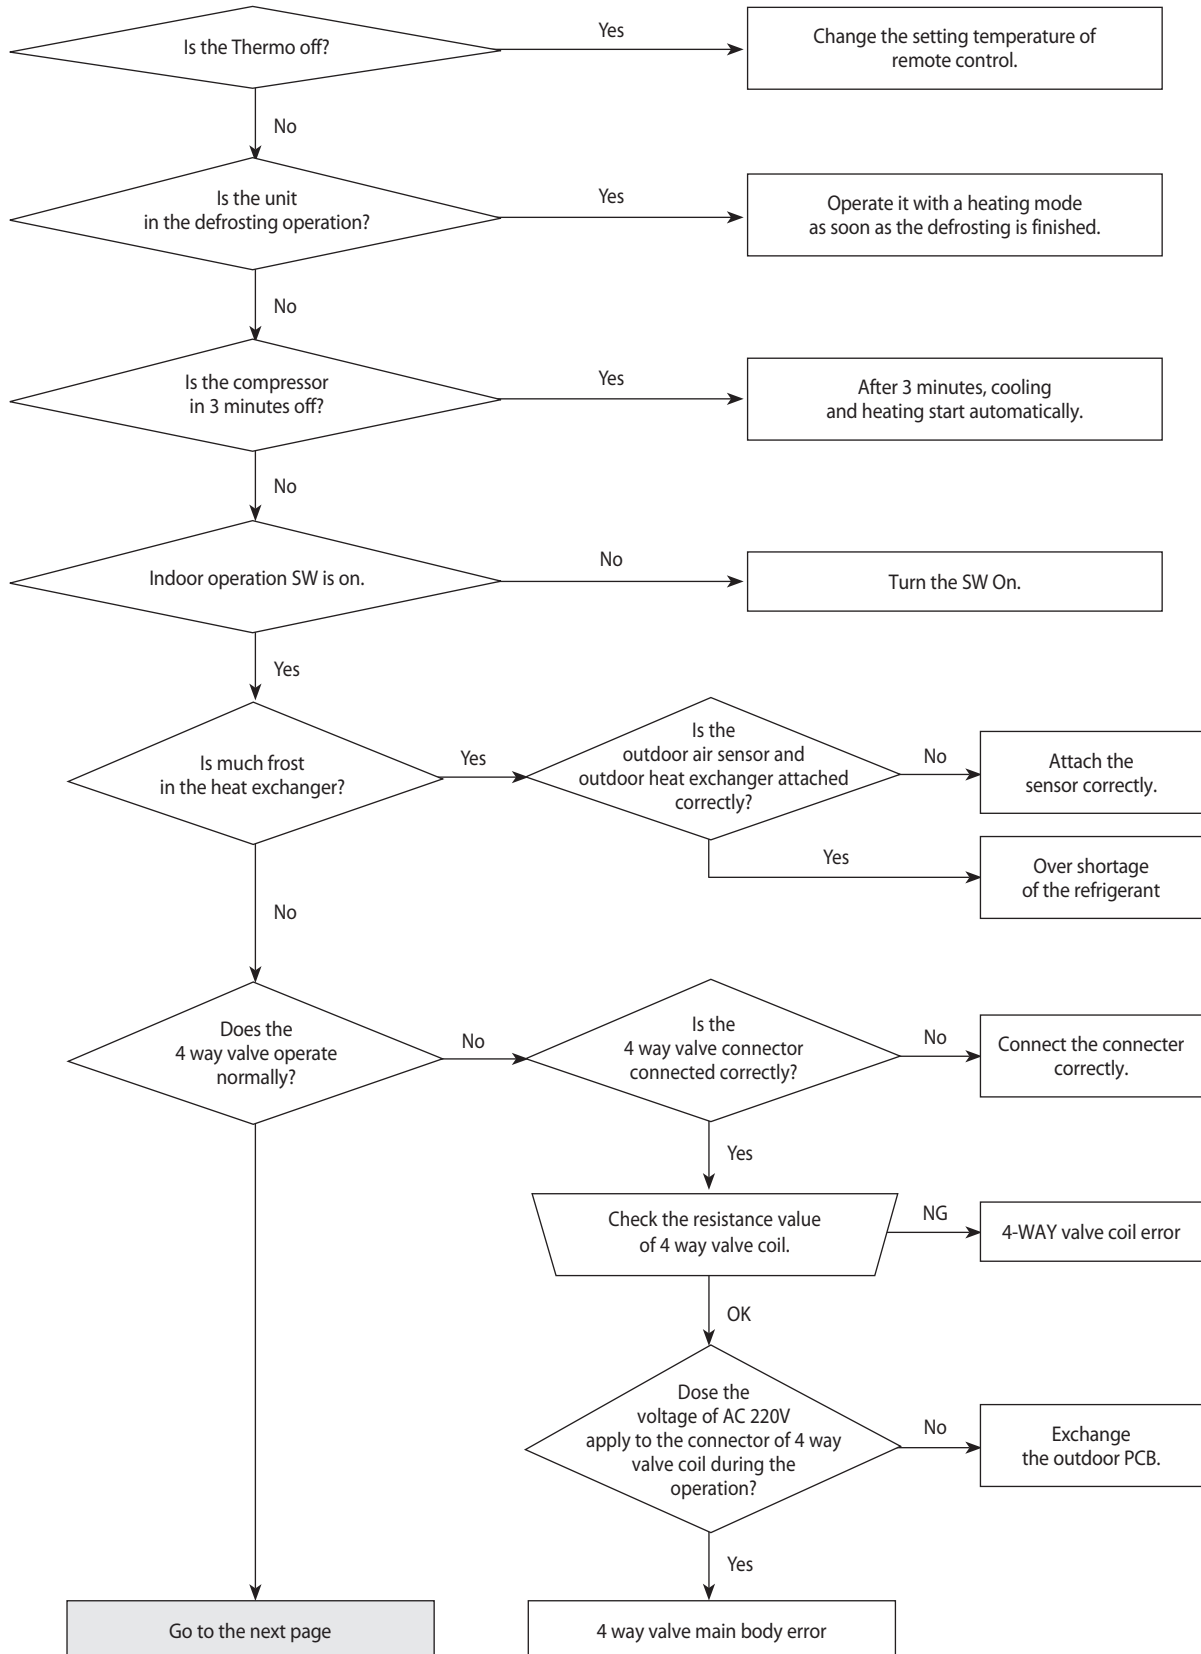 Is the Thermo off?
Yes
Change the setting temperature of
remote control.
No
Is the unit
in the defrosting operation?
Yes
Operate it with a heating mode
as soon as the defrosting is finished.
No
Is the compressor
in 3 minutes off?
Yes
After 3 minutes, cooling
and heating start automatically.
No
Indoor operation SW is on.
No
Turn the SW On.
Yes
Is much frost
in the heat exchanger?
Yes
Is the
outdoor air sensor and
outdoor heat exchanger attached
correctly?
No
Attach the
sensor correctly.
Yes
Over shortage
of the refrigerant
No
Does the
4 way valve operate
normally?
No
Is the
4 way valve connector
connected correctly?
No
Connect the connecter
correctly.
Yes
Check the resistance value
of 4 way valve coil.
NG
4-WAY valve coil error
OK
Dose the
voltage of AC 220V
apply to the connector of 4 way
valve coil during the
operation?
No
Exchange
the outdoor PCB.
Yes
Go to the next page
4 way valve main body error